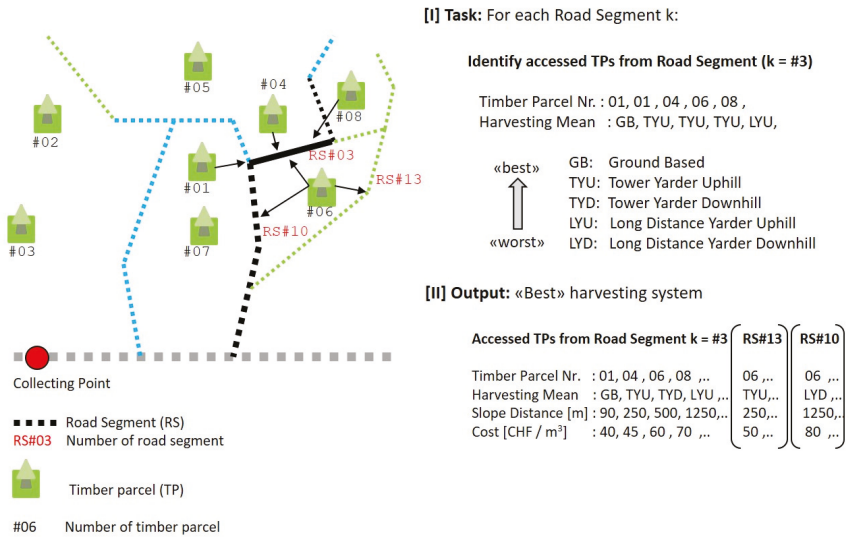 #05
#04
#02
#08
RS#03
#01
RS#13
#06
RS#10
#03
#07
Collecting Point
Road Segment (RS)
RS#03 Number of road segment
Timber parcel (TP)
#06 Number of timber parcel
[I] Task: For each Road Segment k:
Identify accessed TPs from Road Segment (k = #3)
Timber Parcel Nr. : 01, 01 , 04 , 06 , 08 ,
Harvesting Mean : GB, TYU, TYU, TYU, LYU,
«best»
«worst»
GB: Ground Based
TYU: Tower Yarder Uphill
TYD: Tower Yarder Downhill
LYU: Long Distance Yarder Uphill
LYD: Long Distance Yarder Downhill
[II] Output: «Best» harvesting system
Accessed TPs from Road Segment k = #3 RS#13 RS#10
Timber Parcel Nr. : 01, 04 , 06 , 08 ,.. 06 ,.. 06 ,..
Harvesting Mean : GB, TYU, TYD, LYU ,.. TYU,.. LYD ,..
Slope Distance [m] : 90, 250, 500, 1250,.. 250,.. 1250,..
Cost [CHF / m³] : 40, 45 , 60 , 70 ,.. 50 ,.. 80 ,..